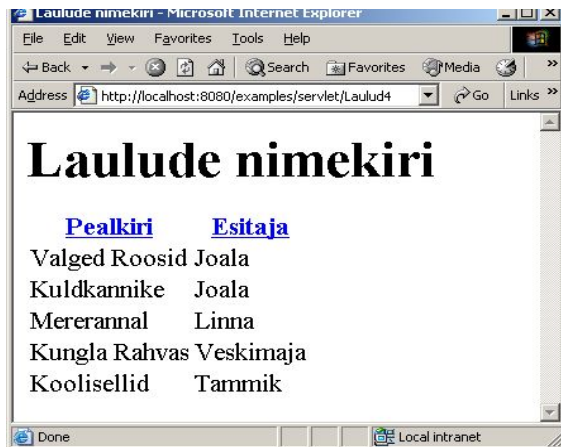 Laulude nimekiri - Microsoft Internet Explorer
File Edit View Favorites Tools Help
Back Search Favorites Media »
Address http://localhost:8080/examples/servlet/Laulud4 Go Links »
Laulude nimekiri
Pealkiri Esitaja
Valged Roosid Joala
Kuldkannike Joala
Mererannal Linna
Kungla Rahvas Veskimaja
Koolisellid Tammik
Done Local intranet